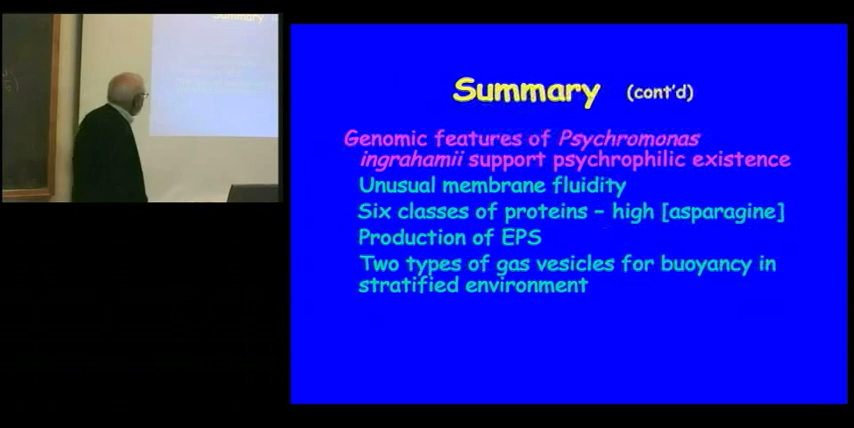 Summary
Summary (cont'd)
Genomic features of Psychromonas
ingrahamii support psychrophilic existence
Unusual membrane fluidity
Six classes of proteins – high [asparagine]
Production of EPS
Two types of gas vesicles for buoyancy in
stratified environment